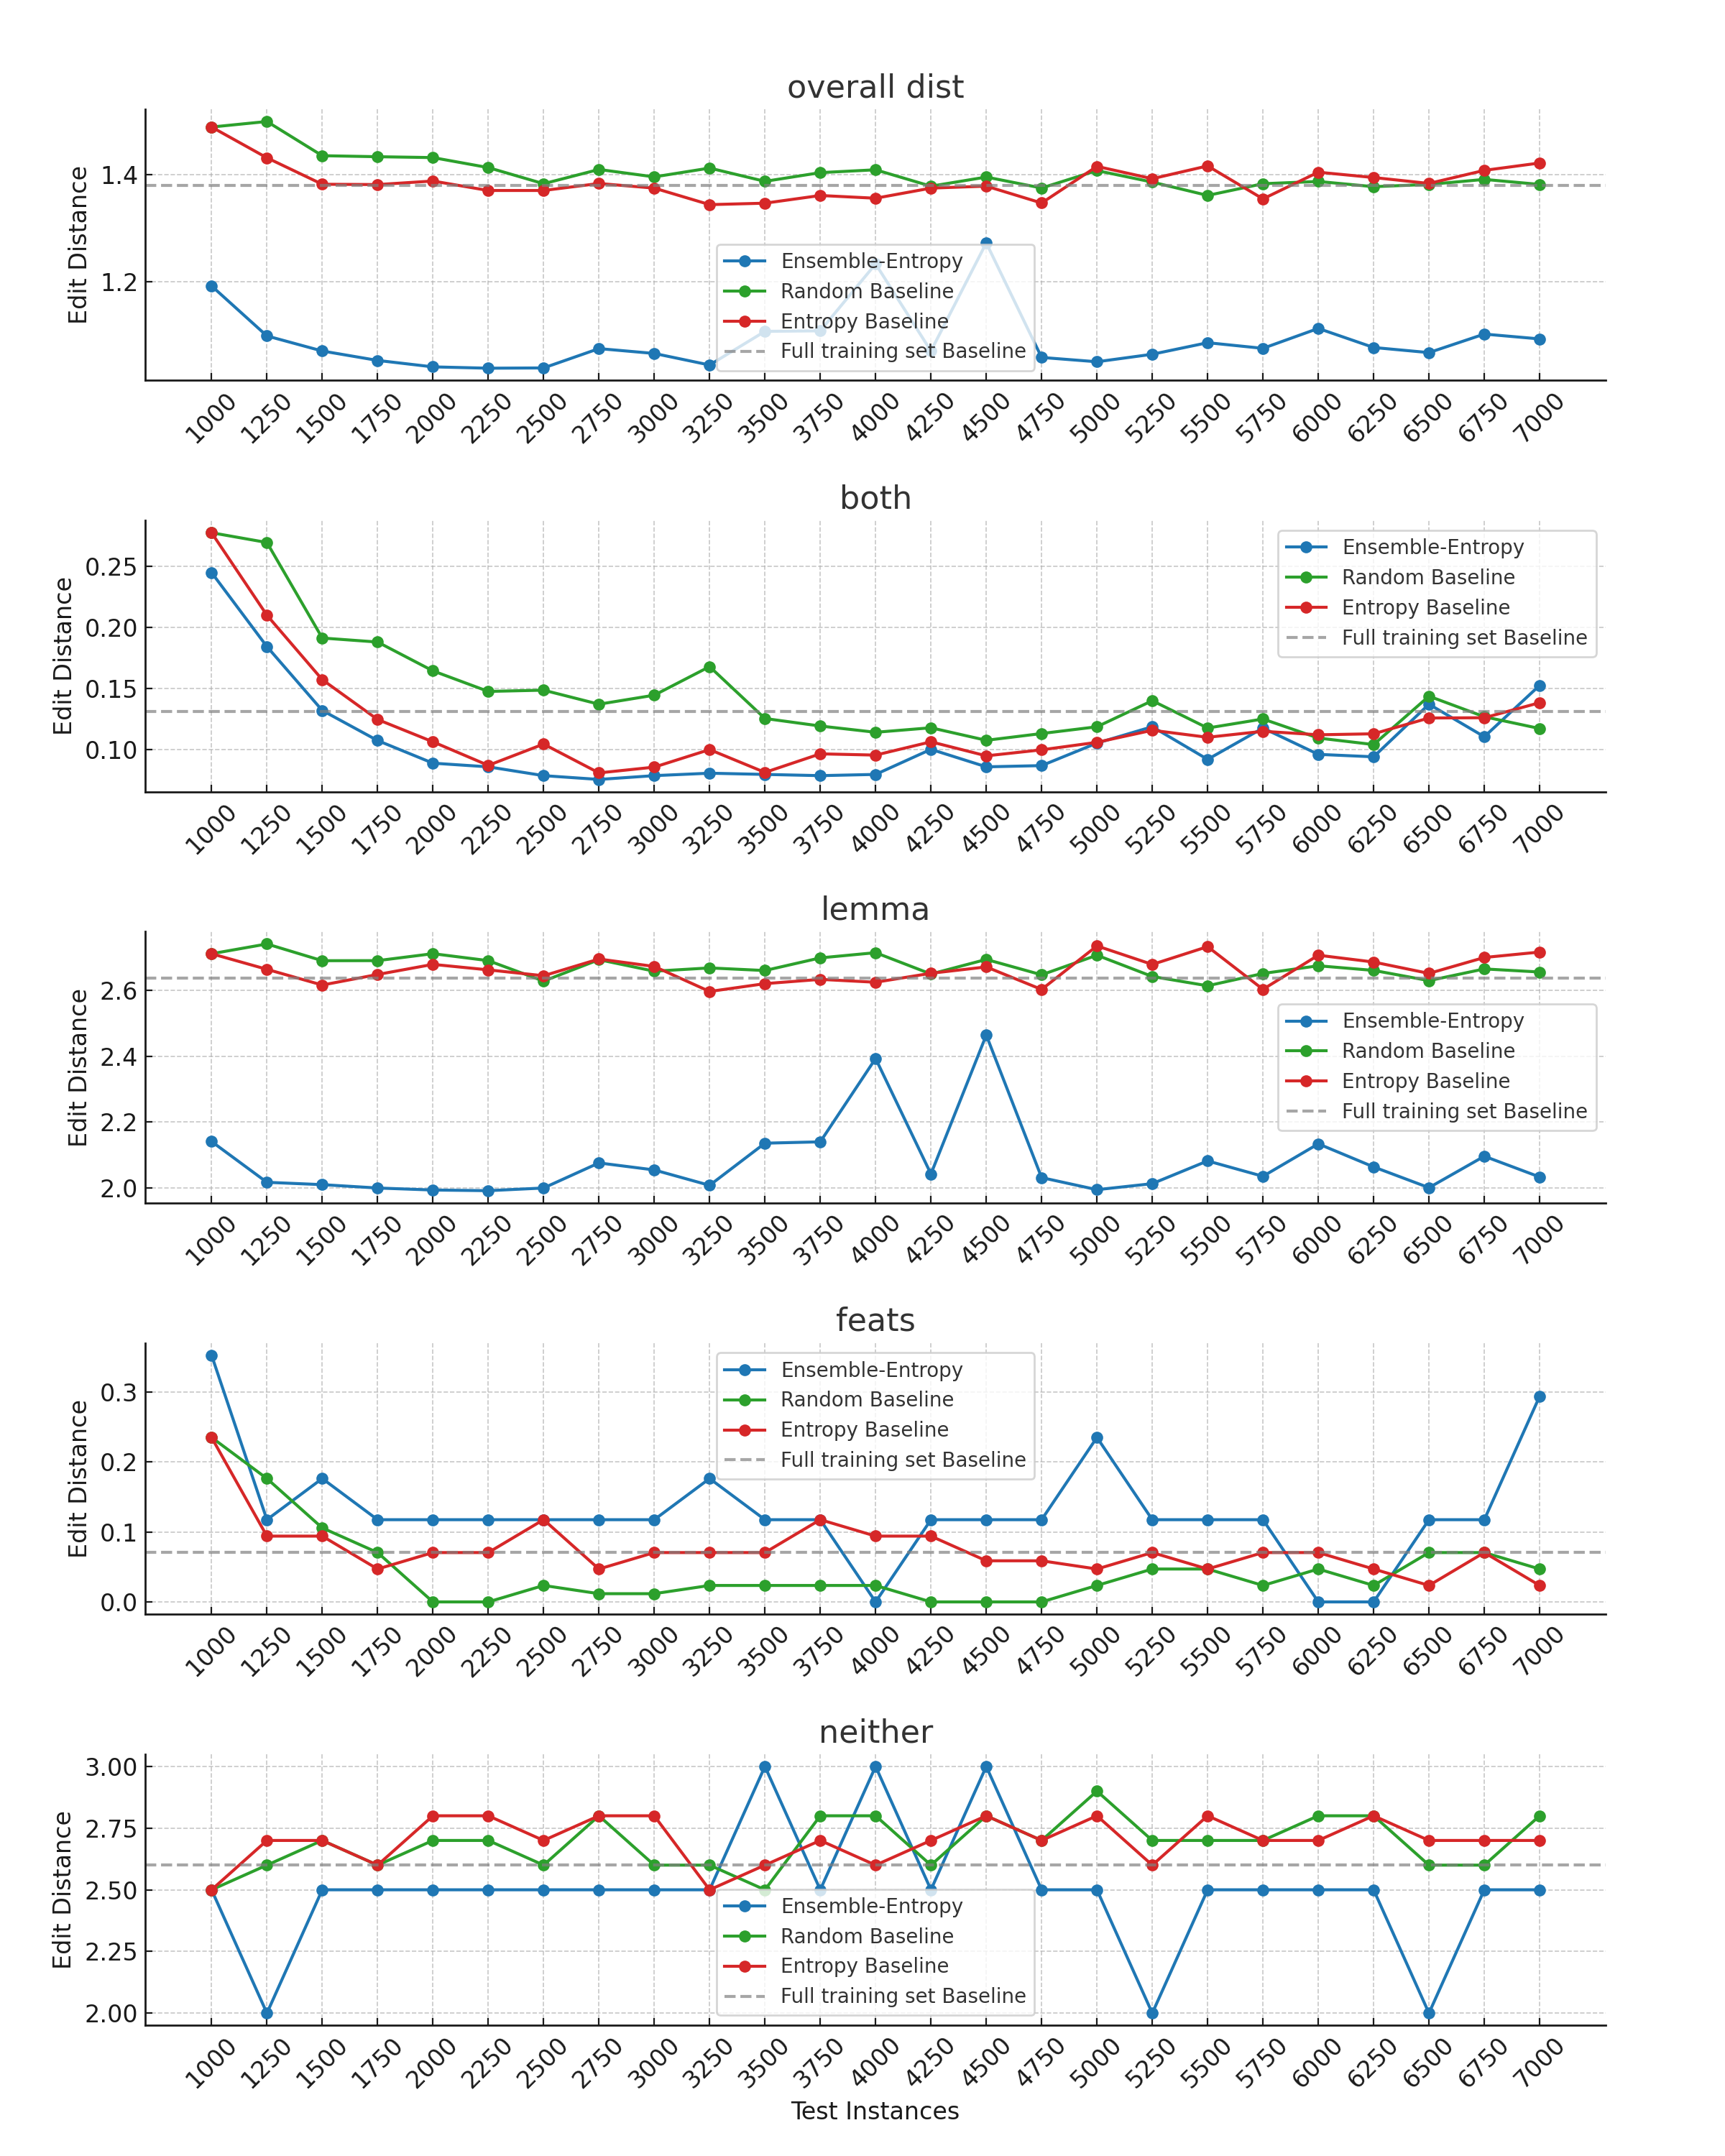 overall dist
Edit Distance
1.4
1.2
Ensemble-Entropy
Random Baseline
Entropy Baseline
Full training set Baseline
1000 1250 1500 1750 2000 2250 2500 2750 3000 3250 3500 3750 4000 4250 4500 4750 5000 5250 5500 5750 6000 6250 6500 6750 7000
both
Edit Distance
0.25
0.20
0.15
0.10
Ensemble-Entropy
Random Baseline
Entropy Baseline
Full training set Baseline
1000 1250 1500 1750 2000 2250 2500 2750 3000 3250 3500 3750 4000 4250 4500 4750 5000 5250 5500 5750 6000 6250 6500 6750 7000
lemma
Edit Distance
2.6
2.4
2.2
2.0
Ensemble-Entropy
Random Baseline
Entropy Baseline
Full training set Baseline
1000 1250 1500 1750 2000 2250 2500 2750 3000 3250 3500 3750 4000 4250 4500 4750 5000 5250 5500 5750 6000 6250 6500 6750 7000
feats
Edit Distance
0.3
0.2
0.1
0.0
Ensemble-Entropy
Random Baseline
Entropy Baseline
Full training set Baseline
1000 1250 1500 1750 2000 2250 2500 2750 3000 3250 3500 3750 4000 4250 4500 4750 5000 5250 5500 5750 6000 6250 6500 6750 7000
neither
Edit Distance
3.00
2.75
2.50
2.25
2.00
Ensemble-Entropy
Random Baseline
Entropy Baseline
Full training set Baseline
1000 1250 1500 1750 2000 2250 2500 2750 3000 3250 3500 3750 4000 4250 4500 4750 5000 5250 5500 5750 6000 6250 6500 6750 7000
Test Instances